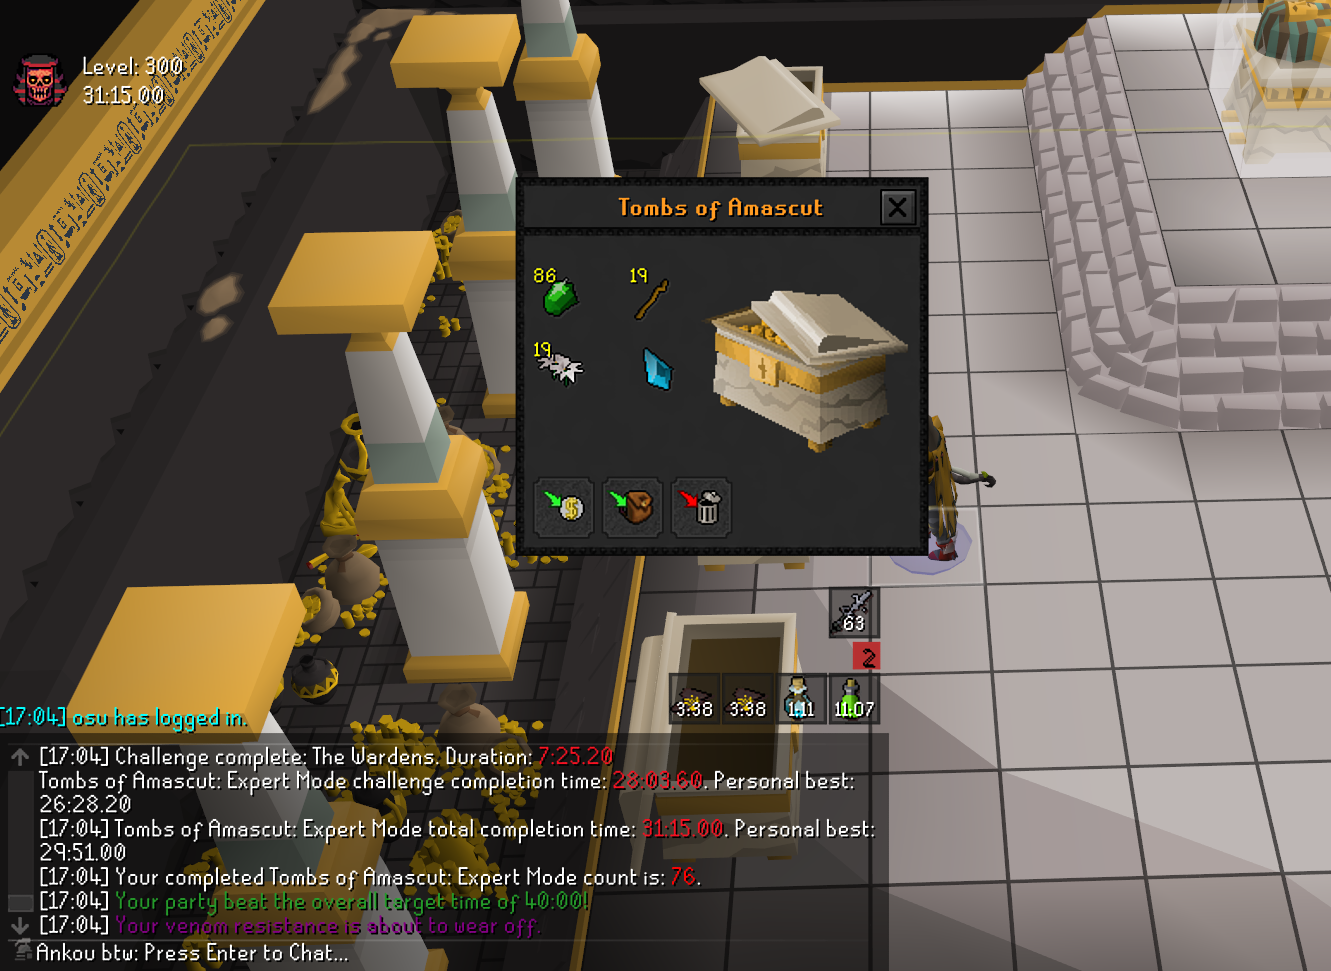 Level: 300
31:15.00
Tombs of Amascut
86
19
19
63
2
3:38
3:38
1:11
11:07
[17:04] osu has logged in.
[17:04] Challenge complete: The Wardens. Duration: 7:25.20
Tombs of Amascut: Expert Mode challenge completion time: 28:03.60. Personal best:
26:28.20
[17:04] Tombs of Amascut: Expert Mode total completion time: 31:15.00. Personal best:
29:51.00
[17:04] Your completed Tombs of Amascut: Expert Mode count is: 76.
[17:04] Your party beat the overall target time of 40:00!
[17:04] Your venom resistance is about to wear off.
Ankou btw: Press Enter to Chat...